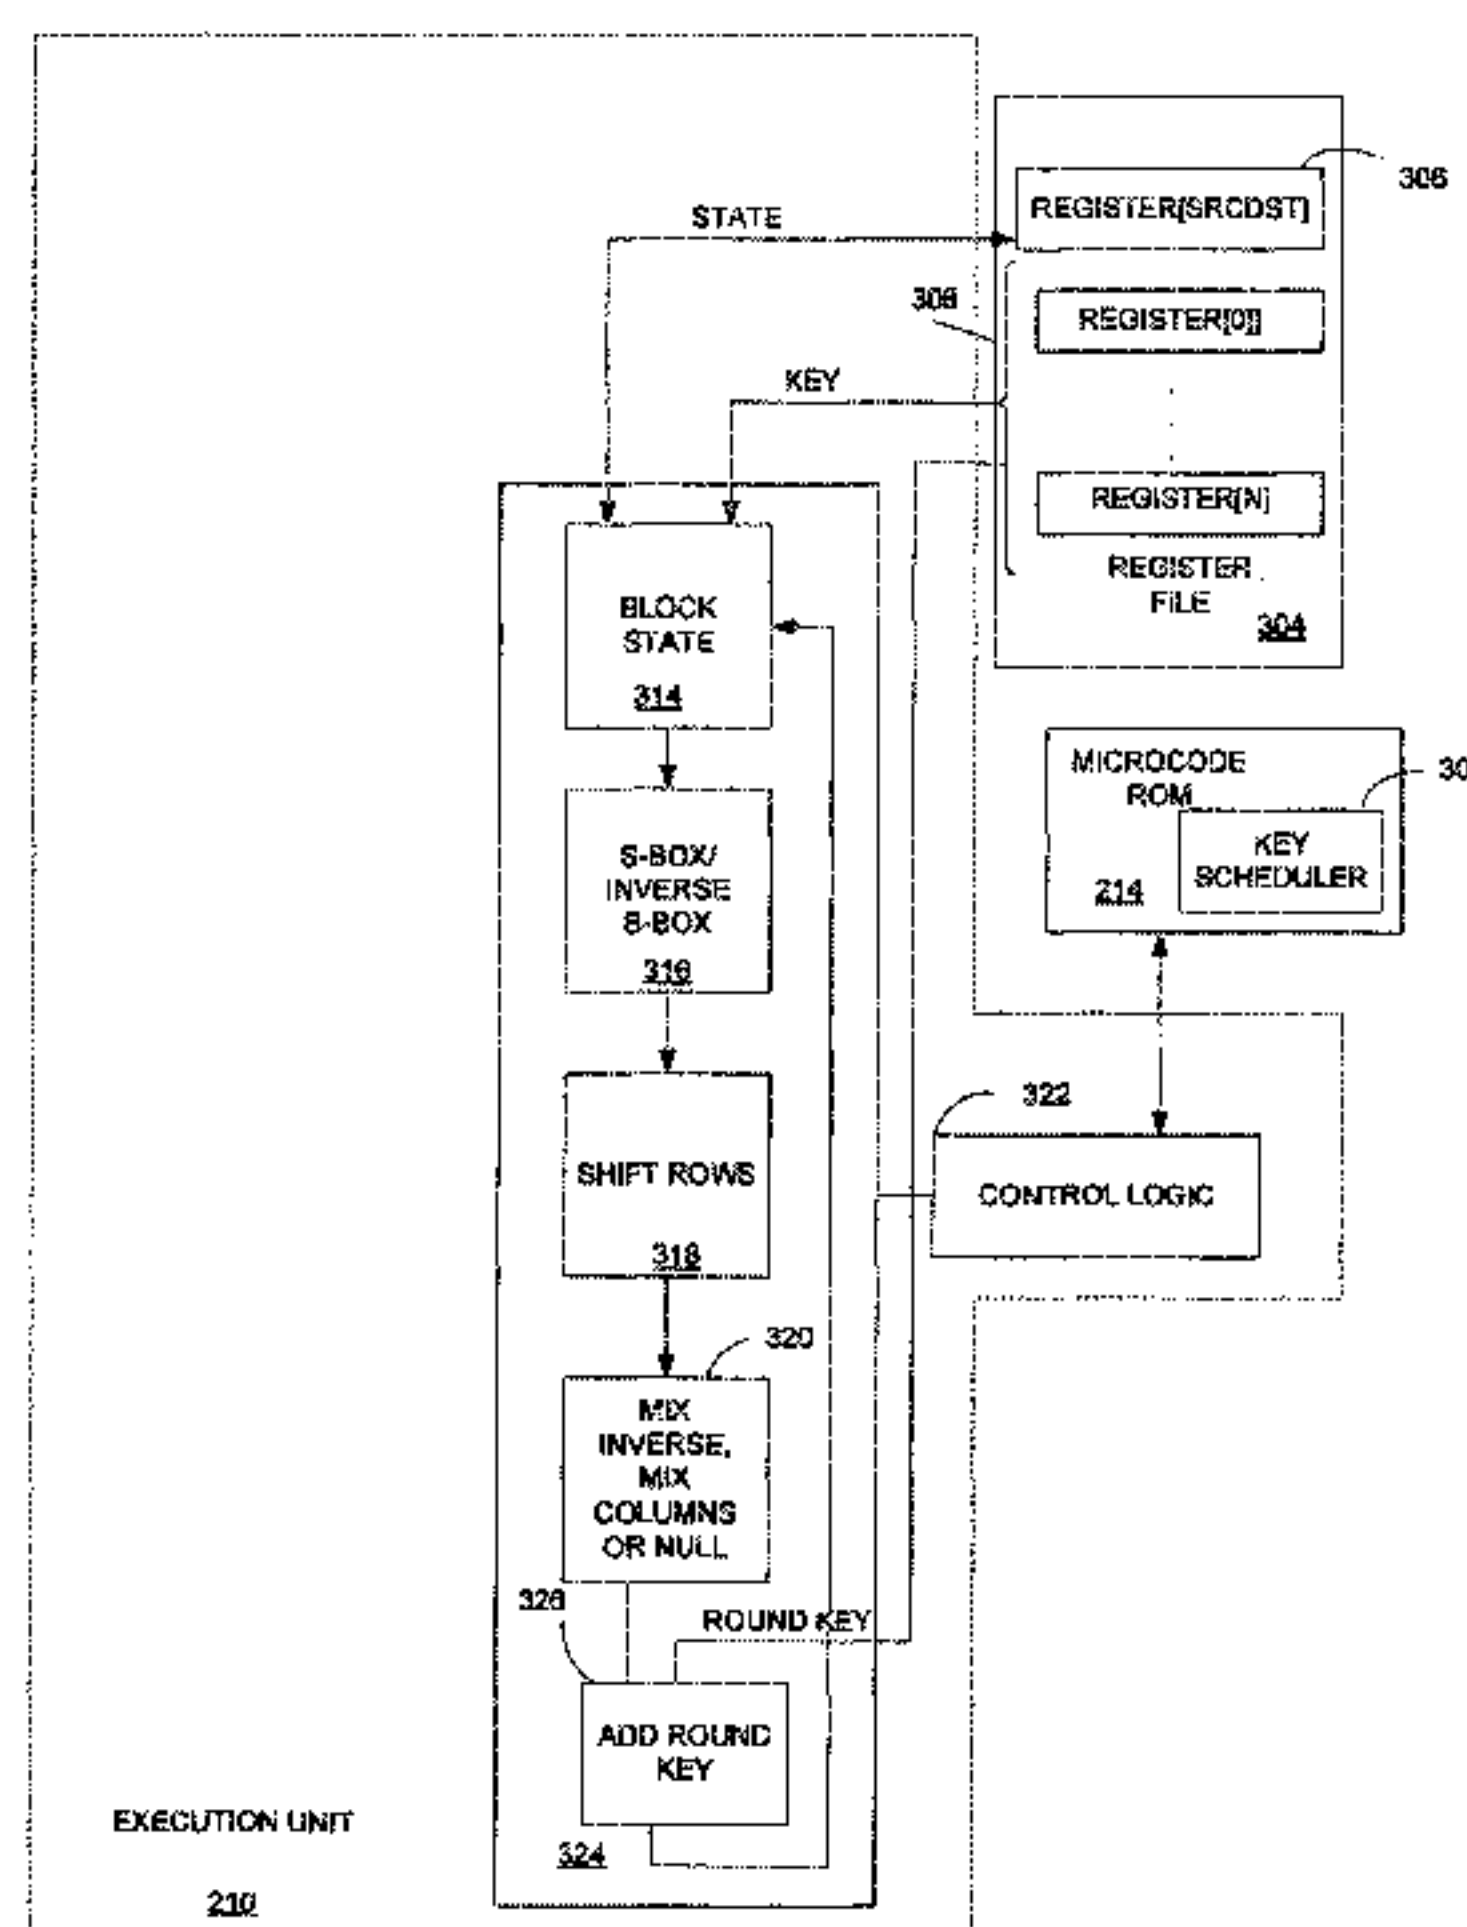 306
REGISTER[SRCDST]
STATE
308
REGISTER[0]]
KEY
REGISTER[N]
REGISTER
FILE
304
BLOCK
STATE
314
MICROCODE
ROM
30
KEY
SCHEDULER
214
S-BOX/
INVERSE
S-BOX
316
322
SHIFT ROWS
CONTROL LOGIC
318
320
MIX
INVERSE,
MIX
COLUMNS
OR NULL
326
ROUND KEY
ADD ROUND
KEY
EXECUTION UNIT
324
210